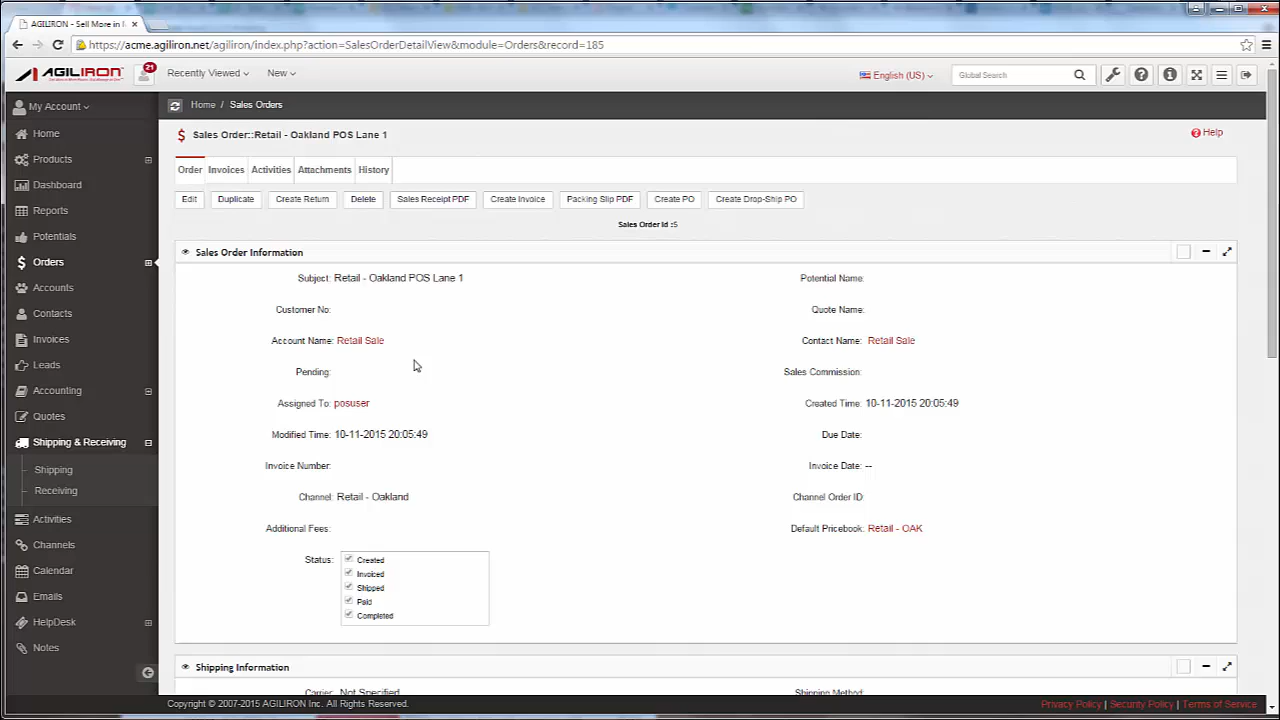 AGILIRON - Sell More in l
https://acme.agiliron.net/agiliron/index.php?action=SalesOrderDetailView&module=Orders&record=185
AGILIRON 21 Recently Viewed New English (US) Global Search
My Account Home / Sales Orders
Home
Products
Dashboard
Reports
Potentials
Orders
Accounts
Contacts
Invoices
Leads
Accounting
Quotes
Shipping & Receiving
Shipping
Receiving
Activities
Channels
Calendar
Emails
HelpDesk
Notes
$ Sales Order::Retail - Oakland POS Lane 1 Help
Order Invoices Activities Attachments History
Edit Duplicate Create Return Delete Sales Receipt PDF Create Invoice Packing Slip PDF Create PO Create Drop-Ship PO
Sales Order Id :5
Sales Order Information
Subject: Retail - Oakland POS Lane 1 Potential Name:
Customer No: Quote Name:
Account Name: Retail Sale Contact Name: Retail Sale
Pending: Sales Commission:
Assigned To: posuser Created Time: 10-11-2015 20:05:49
Modified Time: 10-11-2015 20:05:49 Due Date:
Invoice Number: Invoice Date: --
Channel: Retail - Oakland Channel Order ID:
Additional Fees: Default Pricebook: Retail - OAK
Status: Created
Invoiced
Shipped
Paid
Completed
Shipping Information
Carrier: Not Specified Shipping Method:
Copyright © 2007-2015 AGILIRON Inc. All Rights Reserved. Privacy Policy | Security Policy | Terms of Service